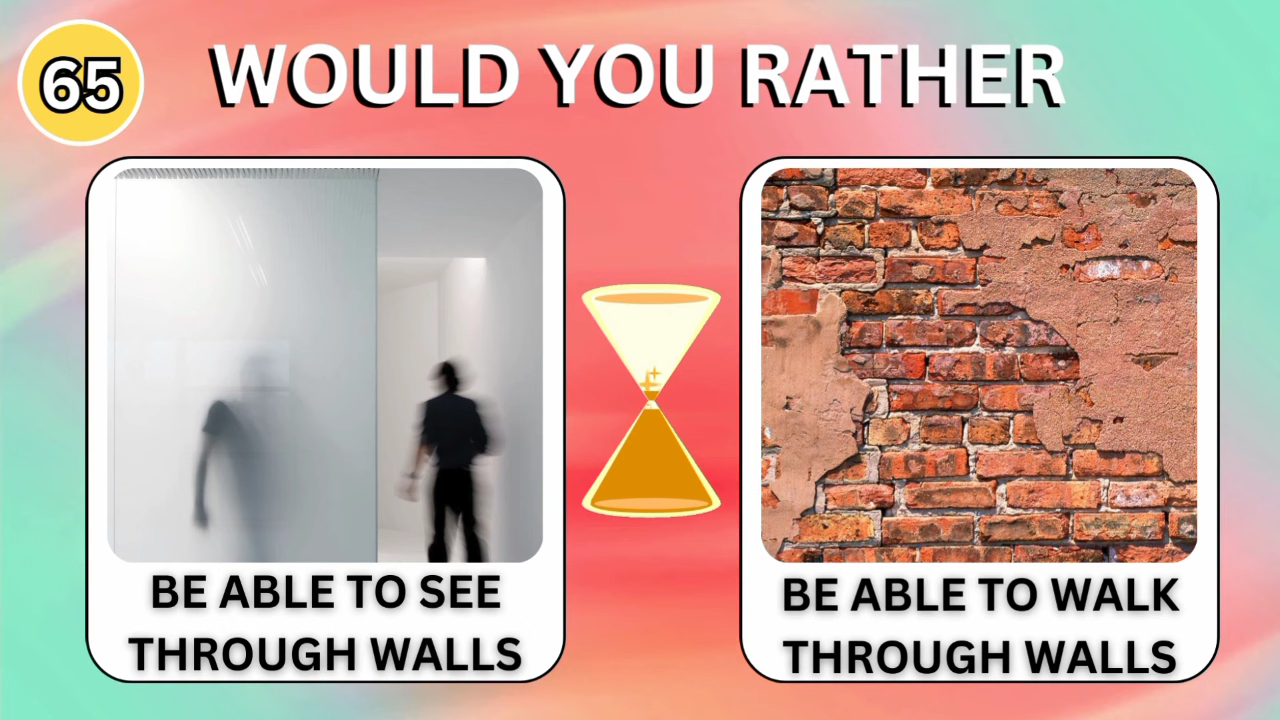 65
WOULD YOU RATHER
BE ABLE TO SEE
THROUGH WALLS
BE ABLE TO WALK
THROUGH WALLS